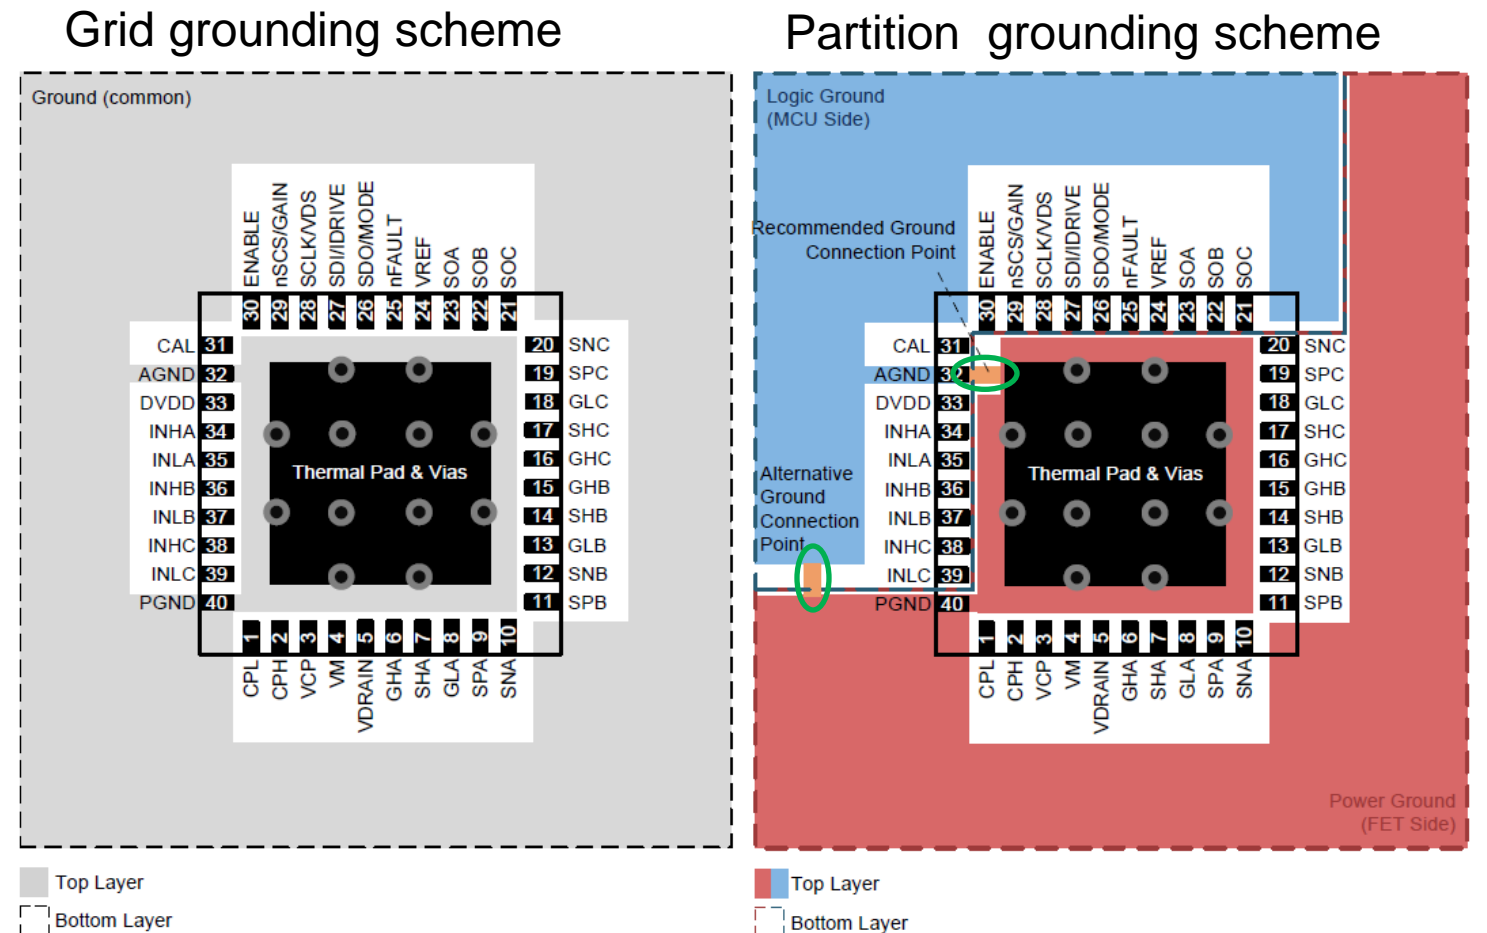 Grid grounding scheme
Ground (common)
ENABLE
nSCS/GAIN
SCLK/VDS
SDI/IDRIVE
SDO/MODE
nFAULT
VREF
SOA
SOB
SOC
30
29
28
27
26
25
24
23
22
21
CAL 31
AGND 32
DVDD 33
INHA 34
INLA 35
INHB 36
INLB 37
INHC 38
INLC 39
PGND 40
Thermal Pad & Vias
20 SNC
19 SPC
18 GLC
17 SHC
16 GHC
15 GHB
14 SHB
13 GLB
12 SNB
11 SPB
1
2
3
4
5
6
7
8
9
10
CPL
CPH
VCP
VM
VDRAIN
GHA
SHA
GLA
SPA
SNA
Top Layer
Bottom Layer
Partition grounding scheme
Logic Ground
(MCU Side)
Recommended Ground
Connection Point
ENABLE
nSCS/GAIN
SCLK/VDS
SDI/IDRIVE
SDO/MODE
nFAULT
VREF
SOA
SOB
SOC
30
29
28
27
26
25
24
23
22
21
CAL 31
AGND 32
DVDD 33
INHA 34
INLA 35
INHB 36
INLB 37
INHC 38
INLC 39
PGND 40
Alternative
Ground
Connection
Point
Thermal Pad & Vias
20 SNC
19 SPC
18 GLC
17 SHC
16 GHC
15 GHB
14 SHB
13 GLB
12 SNB
11 SPB
1
2
3
4
5
6
7
8
9
10
CPL
CPH
VCP
VM
VDRAIN
GHA
SHA
GLA
SPA
SNA
Power Ground
(FET Side)
Top Layer
Bottom Layer